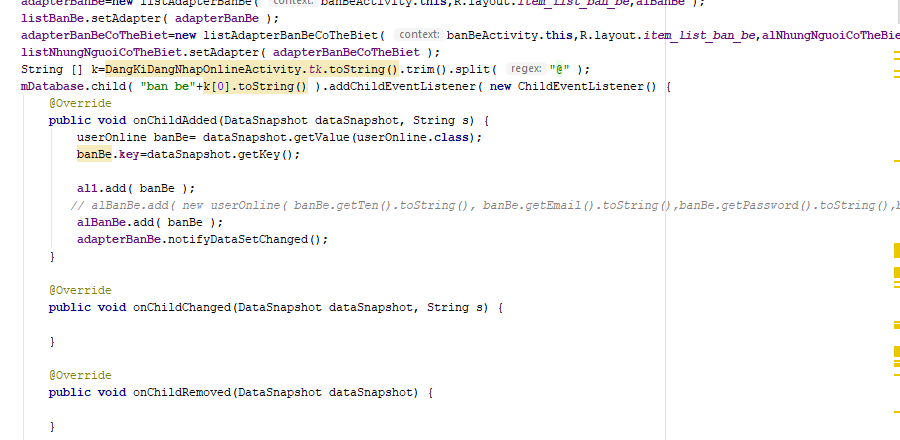 adapterBanBe=new listAdapterBanBe( context: banBeActivity.this,R.layout.item_list_ban_be,alBanBe );
listBanBe.setAdapter( adapterBanBe );
adapterBanBeCoTheBiet=new listAdapterBanBeCoTheBiet( context: banBeActivity.this,R.layout.item_list_ban_be,alNhungNguoiCoTheBie
listNhungNguoiCoTheBiet.setAdapter( adapterBanBeCoTheBiet );
String [] k=DangKiDangNhapOnlineActivity.tk.toString().trim().split( regex: "@" );
mDatabase.child( "ban be"+k[0].toString() ).addChildEventListener( new ChildEventListener() {
@Override
public void onChildAdded(DataSnapshot dataSnapshot, String s) {
userOnline banBe= dataSnapshot.getValue(userOnline.class);
banBe.key=dataSnapshot.getKey();
al1.add( banBe );
// alBanBe.add( new userOnline( banBe.getTen().toString(), banBe.getEmail().toString(),banBe.getPassword().toString(),b
alBanBe.add( banBe );
adapterBanBe.notifyDataSetChanged();
}
@Override
public void onChildChanged(DataSnapshot dataSnapshot, String s) {
}
@Override
public void onChildRemoved(DataSnapshot dataSnapshot) {
}